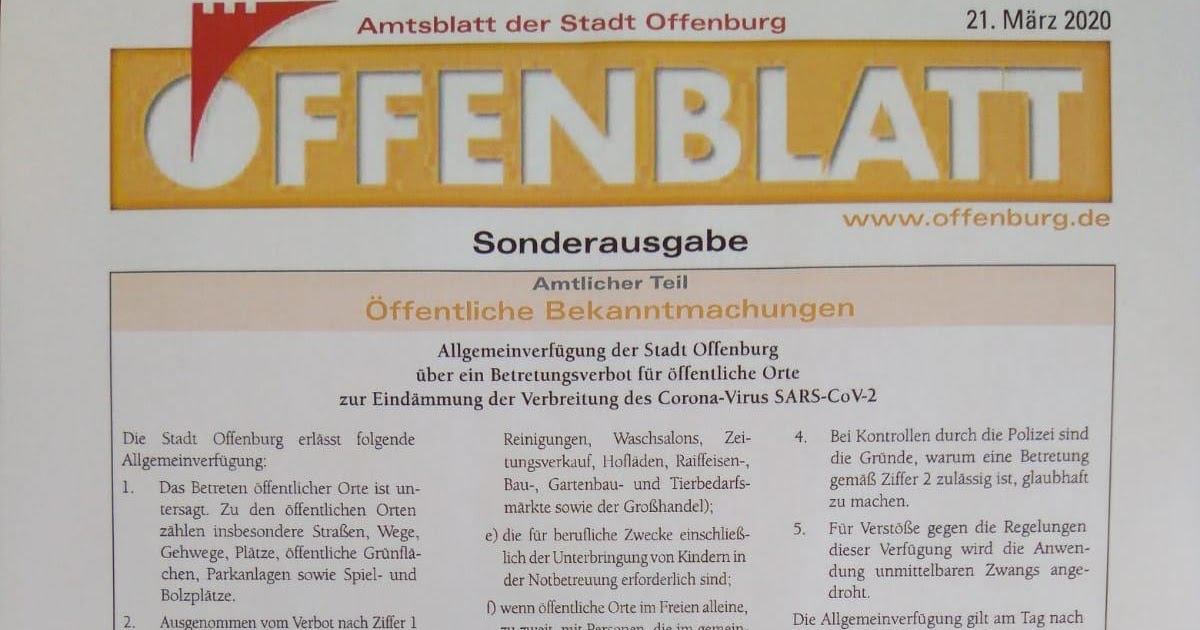 Amtsblatt der Stadt Offenburg
21. März 2020
OFFENBLATT
www.offenburg.de
Sonderausgabe
Amtlicher Teil
Öffentliche Bekanntmachungen
Allgemeinverfügung der Stadt Offenburg
über ein Betretungsverbot für öffentliche Orte
zur Eindämmung der Verbreitung des Corona-Virus SARS-CoV-2
Die Stadt Offenburg erlässt folgende
Allgemeinverfügung:
1. Das Betreten öffentlicher Orte ist un-
tersagt. Zu den öffentlichen Orten
zählen insbesondere Straßen, Wege,
Gehwege, Plätze, öffentliche Grünflä-
chen, Parkanlagen sowie Spiel- und
Bolzplätze.
2. Ausgenommen vom Verbot nach Ziffer 1
Reinigungen, Waschsalons, Zei-
tungsverkauf, Hofläden, Raiffeisen-,
Bau-, Gartenbau- und Tierbedarfs-
märkte sowie der Großhandel);
e) die für berufliche Zwecke einschließ-
lich der Unterbringung von Kindern in
der Notbetreuung erforderlich sind;
f) wenn öffentliche Orte im Freien alleine,
zu zweit, mit Personen, die im gemein-
4. Bei Kontrollen durch die Polizei sind
die Gründe, warum eine Betretung
gemäß Ziffer 2 zulässig ist, glaubhaft
zu machen.
5. Für Verstöße gegen die Regelungen
dieser Verfügung wird die Anwen-
dung unmittelbaren Zwangs ange-
droht.
Die Allgemeinverfügung gilt am Tag nach